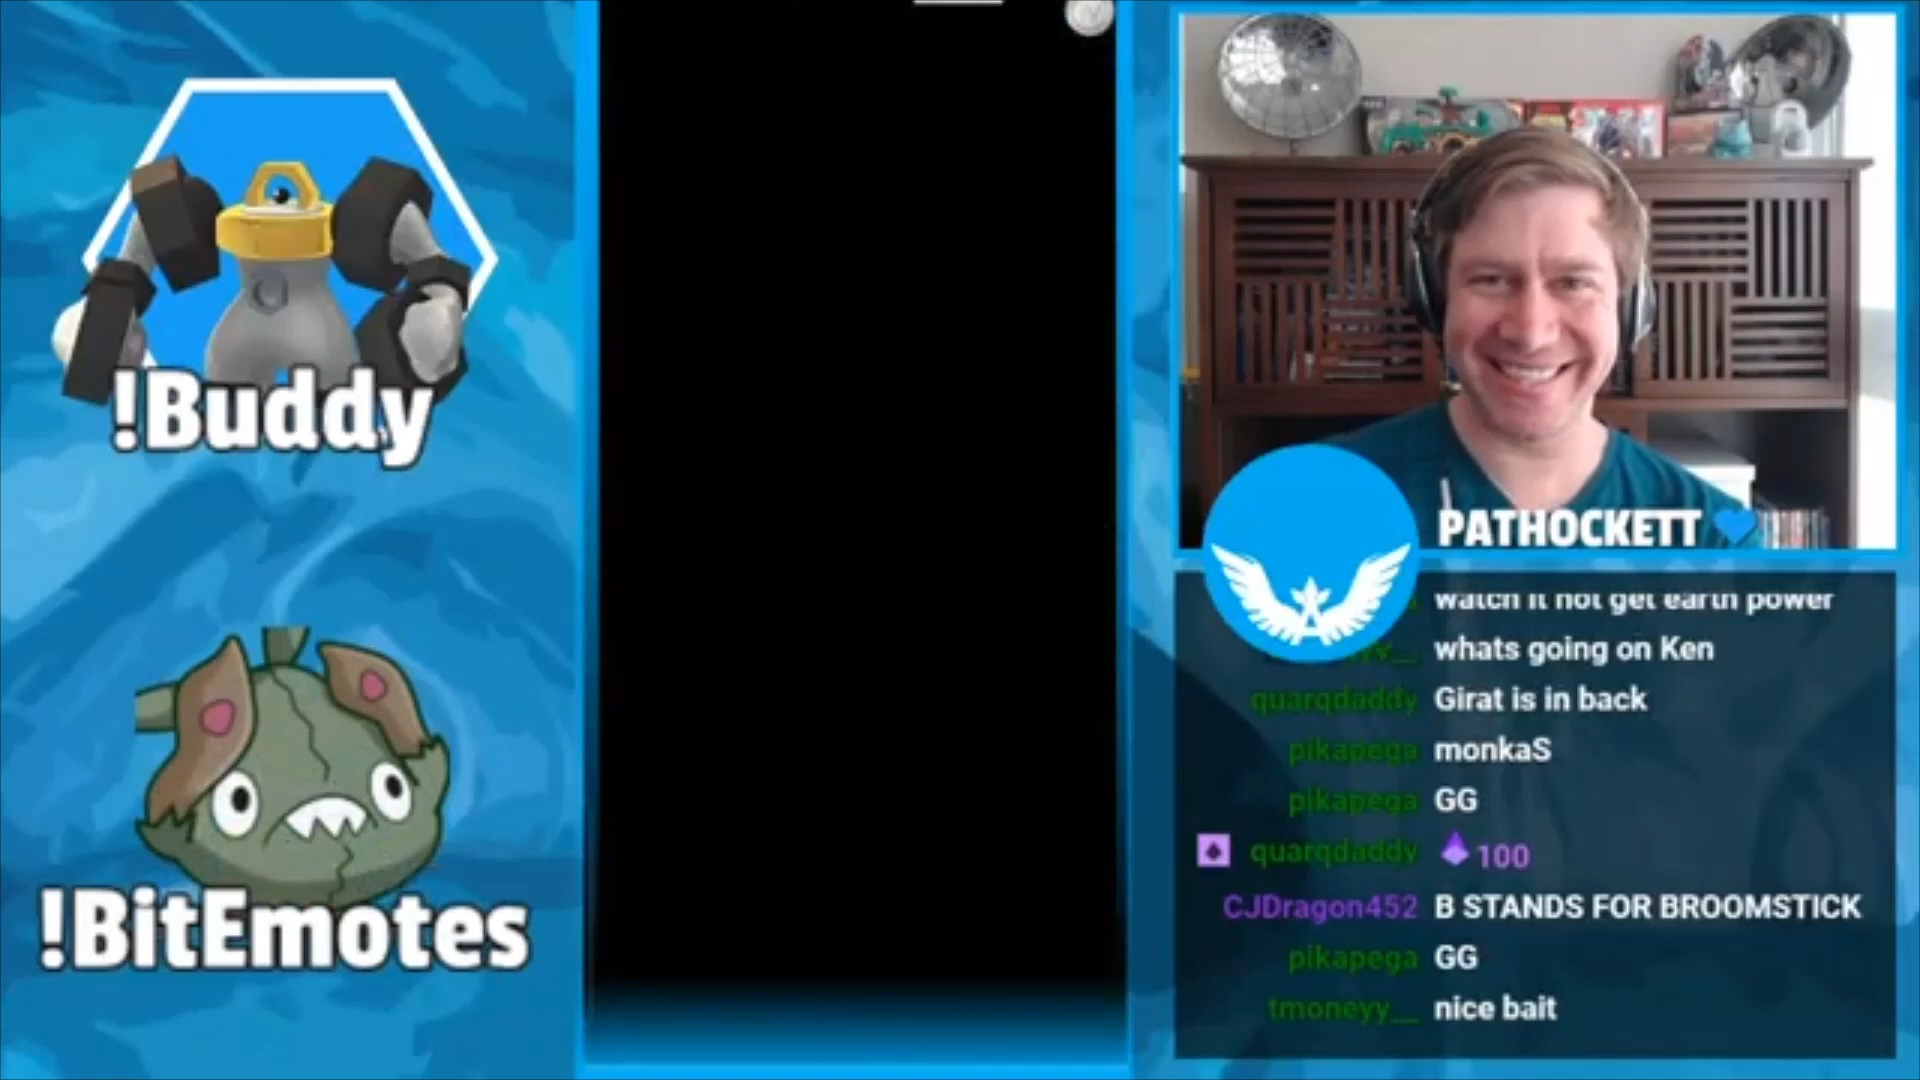 !Buddy
!BitEmotes
PATHOCKETT
watch it not get earth power
whats going on Ken
quarqdaddy Girat is in back
pikapega monkaS
pikapega GG
quarqdaddy 100
CJDragon452 B STANDS FOR BROOMSTICK
pikapega GG
tmoneyy__ nice bait